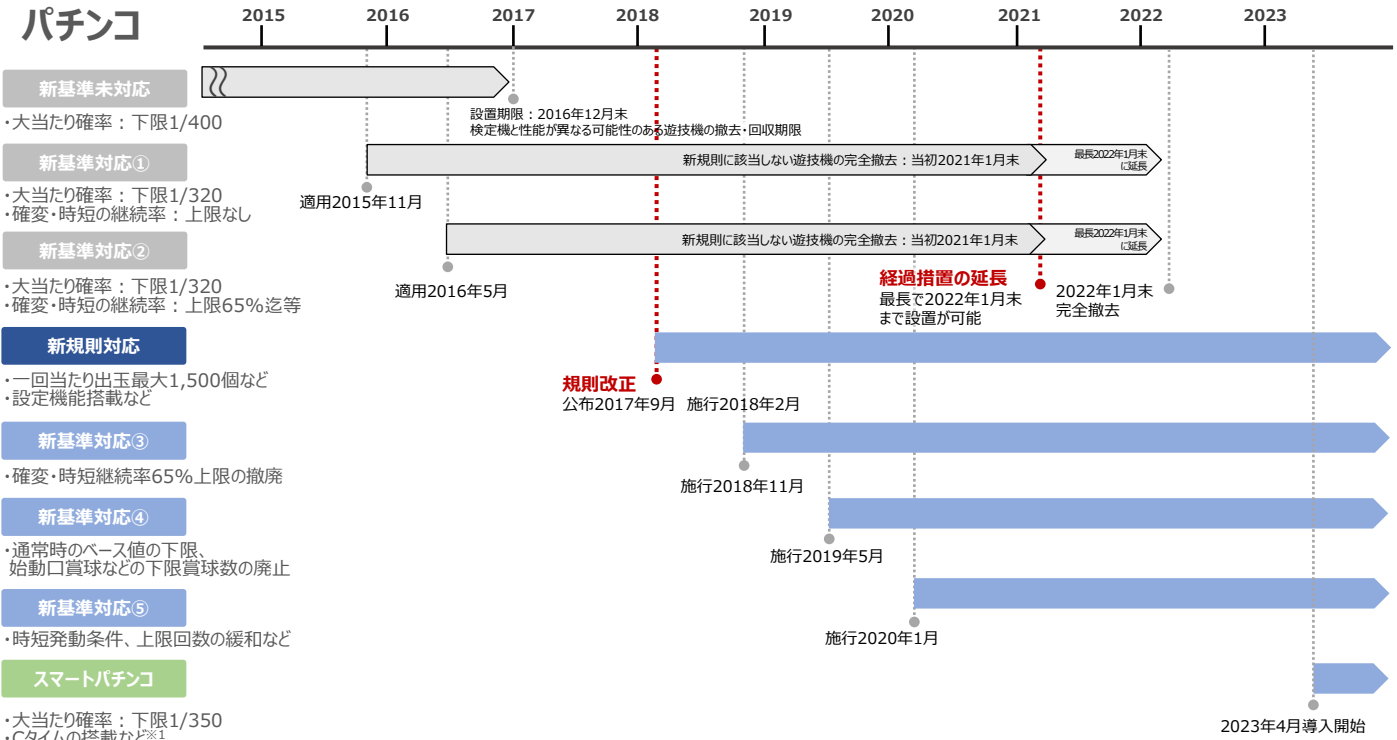 パチンコ
2015 2016 2017 2018 2019 2020 2021 2022 2023
新基準未対応
・大当たり確率：下限1/400
設置期限：2016年12月末
検定機と性能が異なる可能性のある遊技機の撤去・回収期限
新基準対応①
・大当たり確率：下限1/320
・確変・時短の継続率：上限なし
新規則に該当しない遊技機の完全撤去：当初2021年1月末
最長2022年1月末
に延長
適用2015年11月
新基準対応②
・大当たり確率：下限1/320
・確変・時短の継続率：上限65%迄等
新規則に該当しない遊技機の完全撤去：当初2021年1月末
最長2022年1月末
に延長
適用2016年5月
経過措置の延長
最長で2022年1月末
まで設置が可能
2022年1月末
完全撤去
新規則対応
・一回当たり出玉最大1,500個など
・設定機能搭載など
規則改正
公布2017年9月 施行2018年2月
新基準対応③
・確変・時短継続率65%上限の撤廃
施行2018年11月
新基準対応④
・通常時のベース値の下限、
始動口賞球などの下限賞球数の廃止
施行2019年5月
新基準対応⑤
・時短発動条件、上限回数の緩和など
施行2020年1月
スマートパチンコ
・大当たり確率：下限1/350
・Cタイムの搭載など※1
2023年4月導入開始